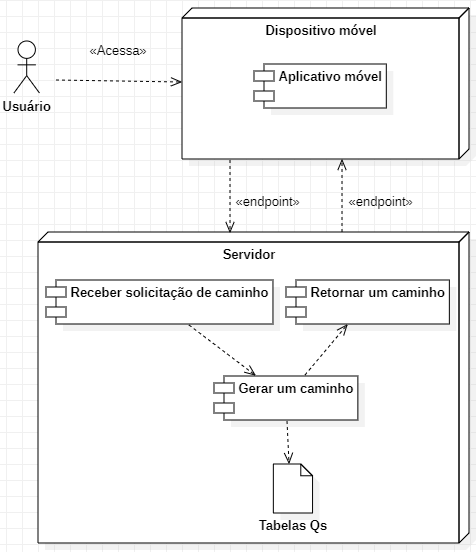 Dispositivo móvel
«Acessa»
Aplicativo móvel
Usuário
«endpoint»
«endpoint»
Servidor
Receber solicitação de caminho
Retornar um caminho
Gerar um caminho
Tabelas Qs